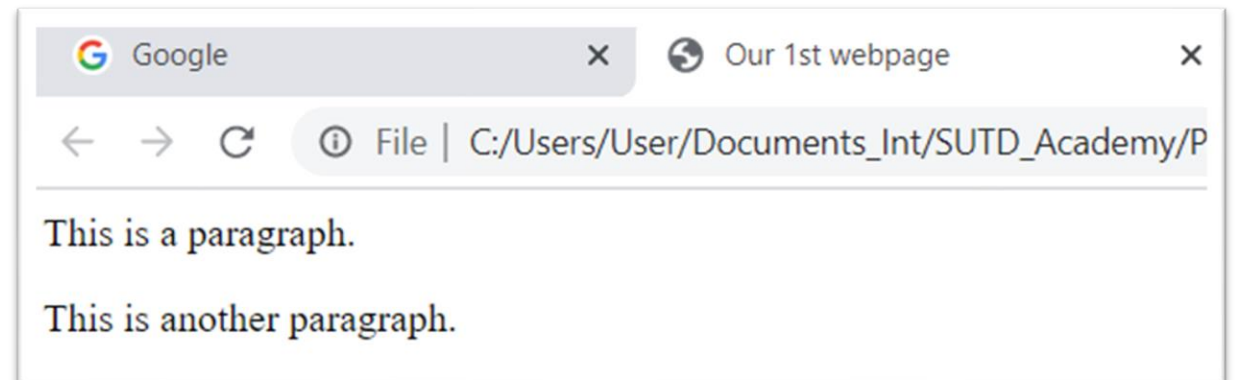 Google Our 1st webpage
File | C:/Users/User/Documents_Int/SUTD_Academy/P
This is a paragraph.
This is another paragraph.